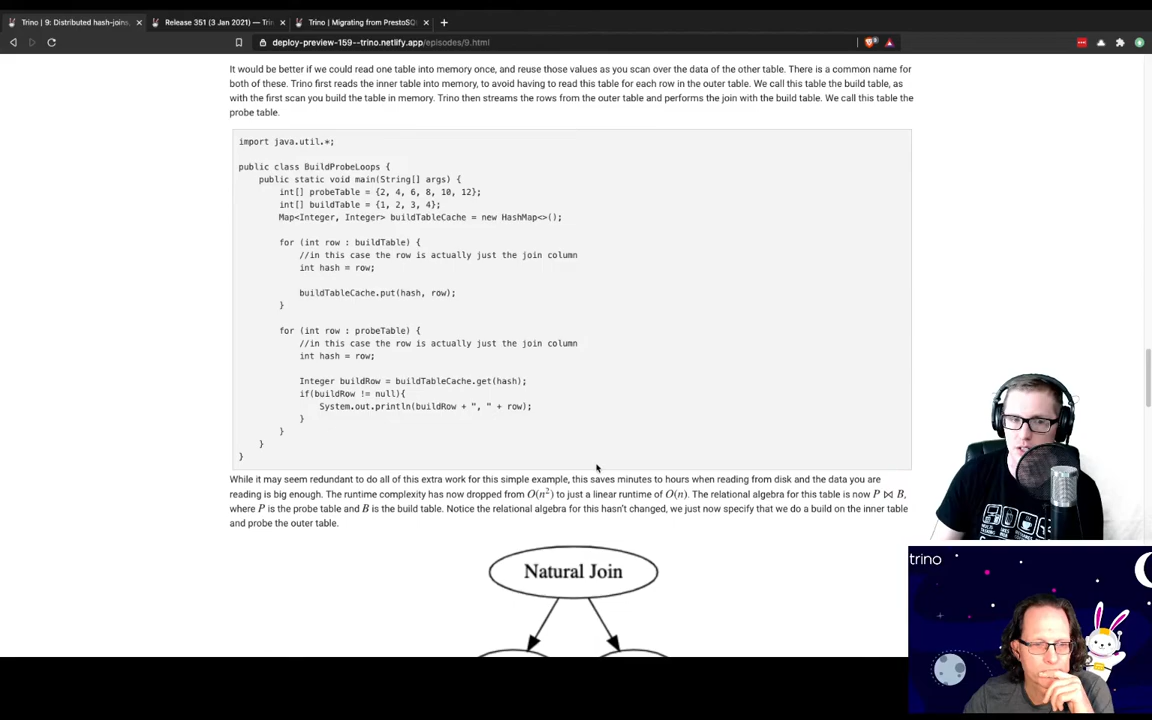 Trino | 9: Distributed hash-joins,
Release 351 (3 Jan 2021) — Trin
Trino | Migrating from PrestoSQ
deploy-preview-159--trino.netlify.app/episodes/9.html
It would be better if we could read one table into memory once, and reuse those values as you scan over the data of the other table. There is a common name for
both of these. Trino first reads the inner table into memory, to avoid having to read this table for each row in the outer table. We call this table the build table, as
with the first scan you build the table in memory. Trino then streams the rows from the outer table and performs the join with the build table. We call this table the
probe table.
import java.util.*;
public class BuildProbeLoops {
public static void main(String[] args) {
int[] probeTable = {2, 4, 6, 8, 10, 12};
int[] buildTable = {1, 2, 3, 4};
Map<Integer, Integer> buildTableCache = new HashMap<>();
for (int row : buildTable) {
//in this case the row is actually just the join column
int hash = row;
buildTableCache.put(hash, row);
}
for (int row : probeTable) {
//in this case the row is actually just the join column
int hash = row;
Integer buildRow = buildTableCache.get(hash);
if(buildRow != null){
System.out.println(buildRow + ", " + row);
}
}
}
}
While it may seem redundant to do all of this extra work for this simple example, this saves minutes to hours when reading from disk and the data you are
reading is big enough. The runtime complexity has now dropped from O(n²) to just a linear runtime of O(n). The relational algebra for this table is now P ⋈ B,
where P is the probe table and B is the build table. Notice the relational algebra for this hasn't changed, we just now specify that we do a build on the inner table
and probe the outer table.
Natural Join
trino